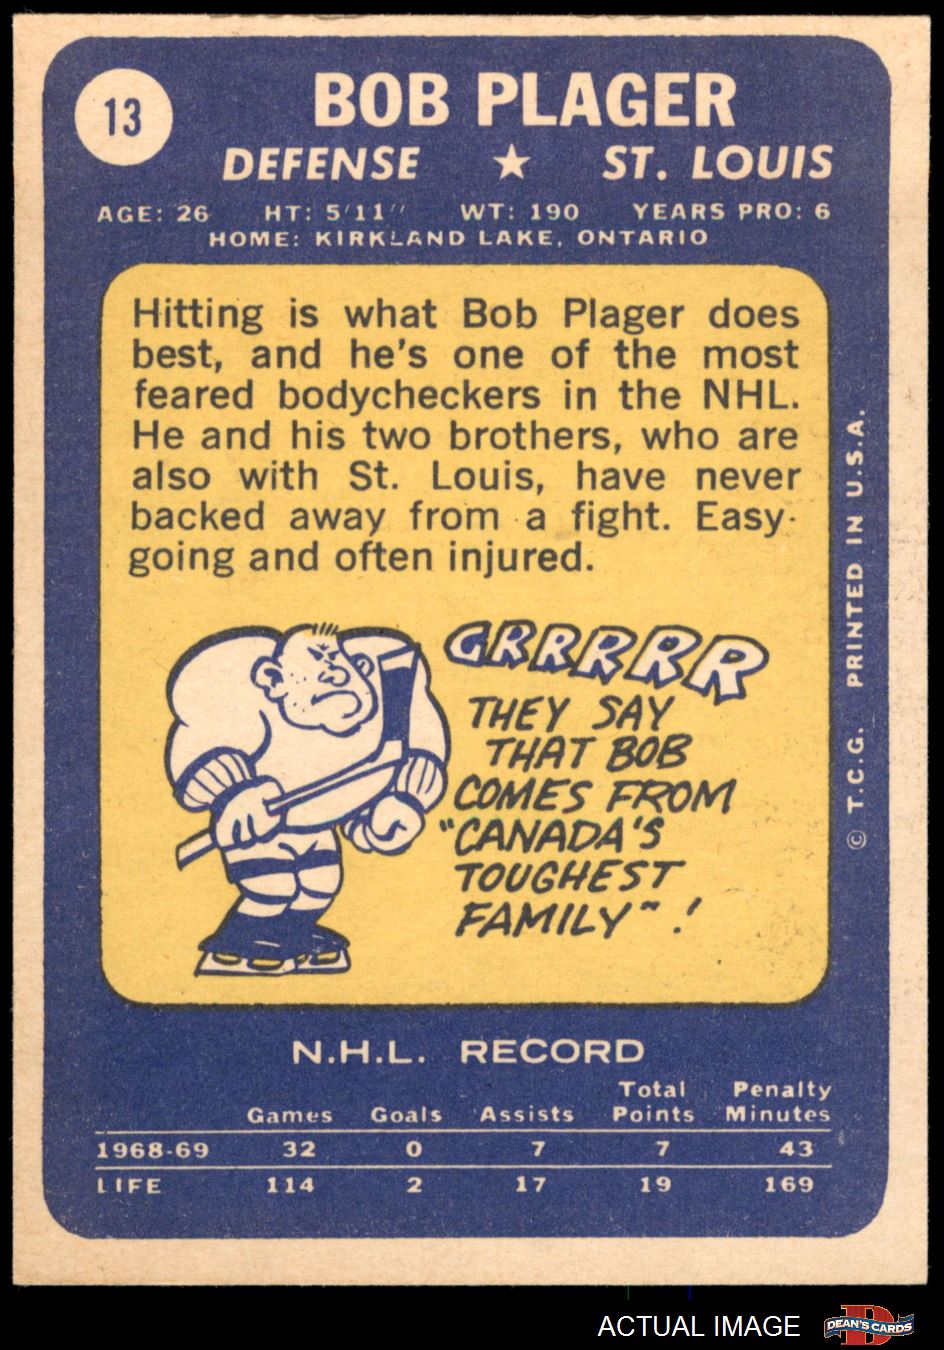 13
BOB PLAGER
DEFENSE ★ ST. LOUIS
AGE: 26 HT: 5'11" WT: 190 YEARS PRO: 6
HOME: KIRKLAND LAKE, ONTARIO
Hitting is what Bob Plager does
best, and he's one of the most
feared bodycheckers in the NHL.
He and his two brothers, who are
also with St. Louis, have never
backed away from a fight. Easy-
going and often injured.
GRRRRR
THEY SAY
THAT BOB
COMES FROM
"CANADA'S
TOUGHEST
FAMILY"!
© T.C.G. PRINTED IN U.S.A.
N.H.L. RECORD
Games Goals Assists Total Points Penalty Minutes
1968-69 32 0 7 7 43
LIFE 114 2 17 19 169
ACTUAL IMAGE
DEAN'S CARDS